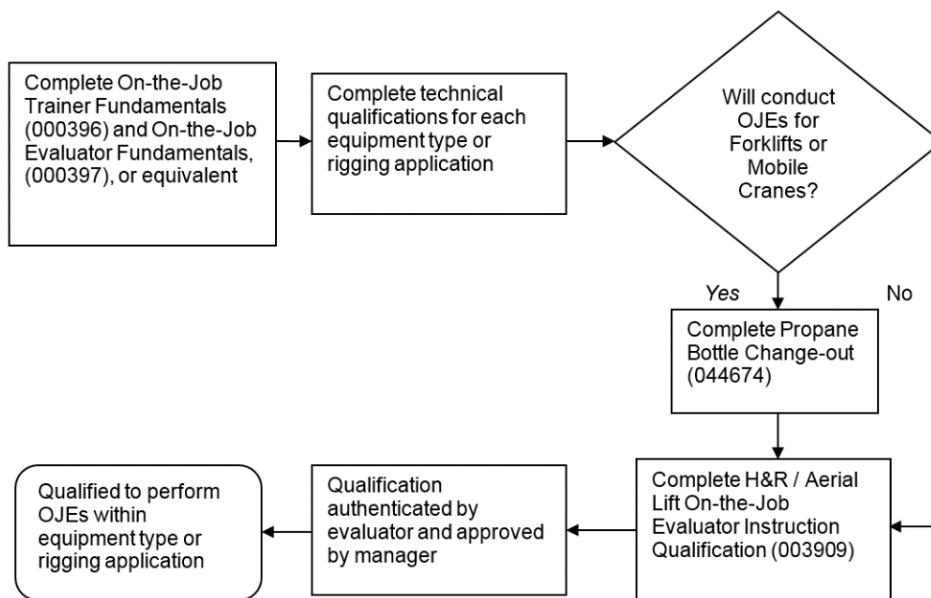 Complete On-the-Job
Trainer Fundamentals
(000396) and On-the-Job
Evaluator Fundamentals,
(000397), or equivalent
Complete technical
qualifications for each
equipment type or
rigging application
Will conduct
OJEs for
Forklifts or
Mobile
Cranes?
Yes
No
Complete Propane
Bottle Change-out
(044674)
Complete H&R / Aerial
Lift On-the-Job
Evaluator Instruction
Qualification (003909)
Qualification
authenticated by
evaluator and approved
by manager
Qualified to perform
OJEs within
equipment type or
rigging application